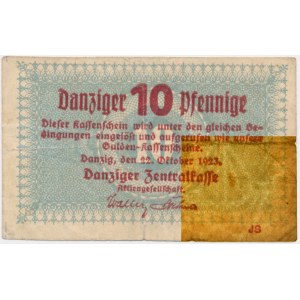 Danziger 10 Pfennige
Dieser Kassenschein wird unter den gleichen Be-
dingungen eingelöst und aufgerufen wie unsere
Gulden-Kassenscheine.
Danzig, den 22. Oktober 1923.
Danziger Zentralkasse
Aktiengesellschaft.
JS